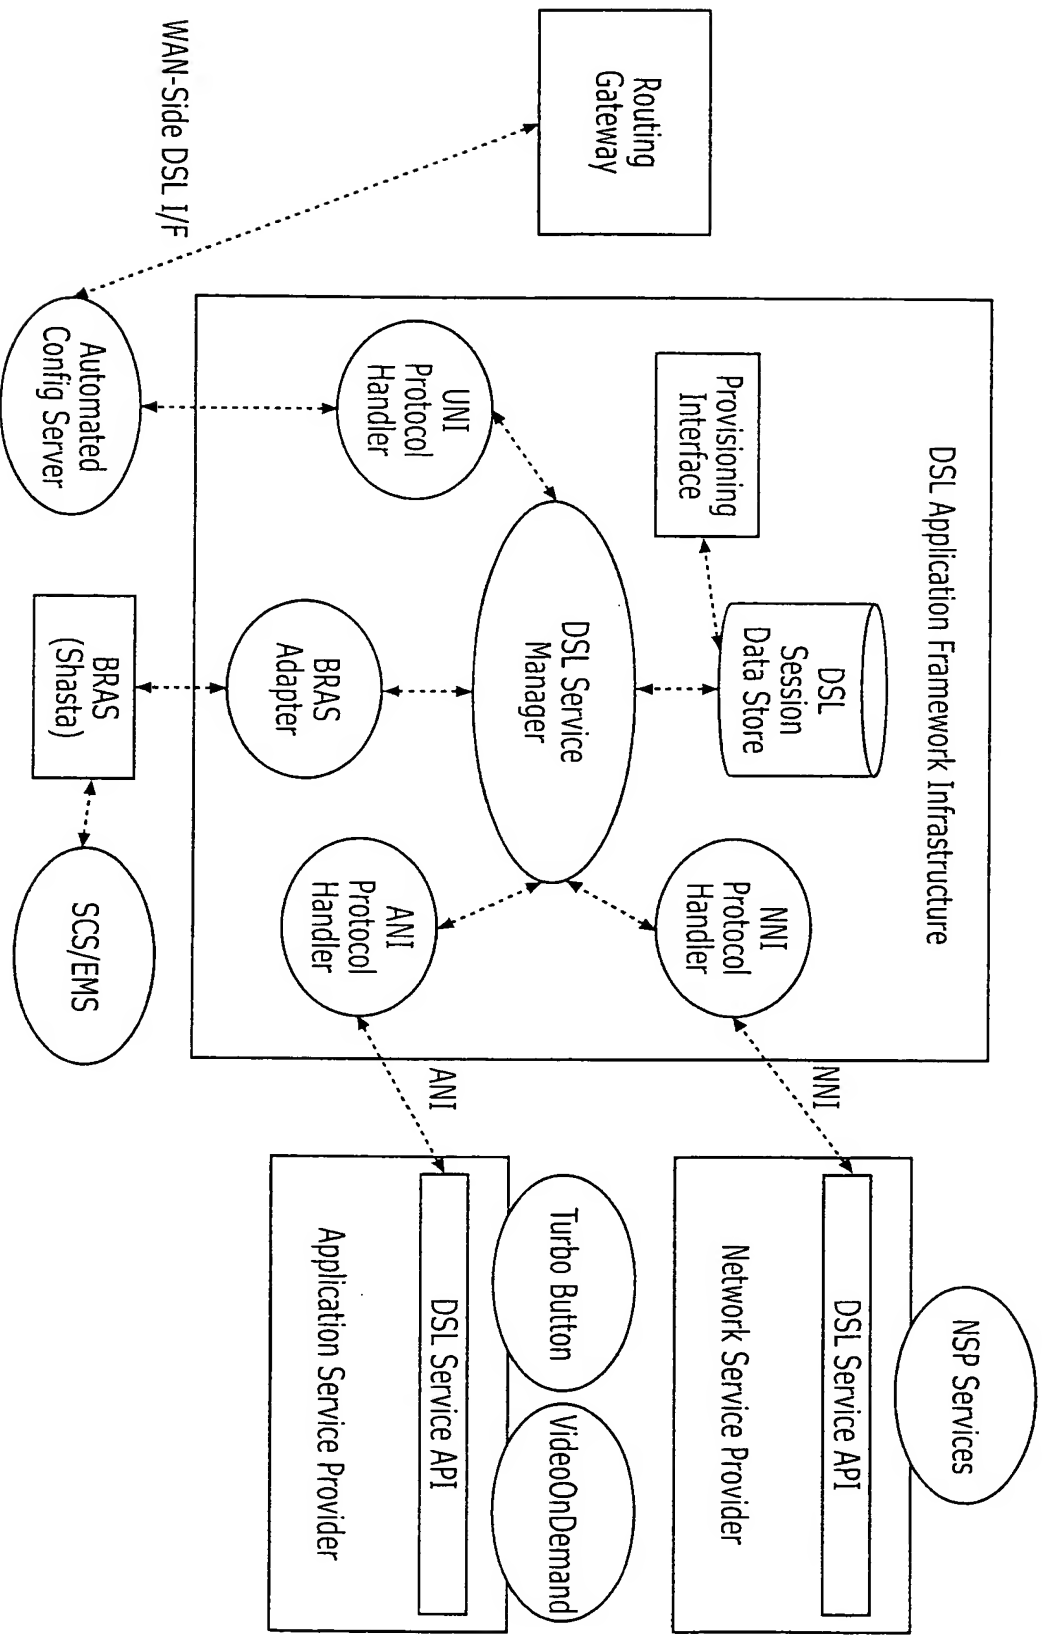 DSL Application Framework Infrastructure
Routing
Gateway
WAN-Side DSL I/F
Provisioning
Interface
DSL
Session
Data Store
UNI
Protocol
Handler
DSL Service
Manager
NNI
Protocol
Handler
BRAS
Adapter
ANI
Protocol
Handler
Automated
Config Server
BRAS
(Shasta)
SCS/EMS
NNI
ANI
NSP Services
DSL Service API
Network Service Provider
Turbo Button
VideoOnDemand
DSL Service API
Application Service Provider